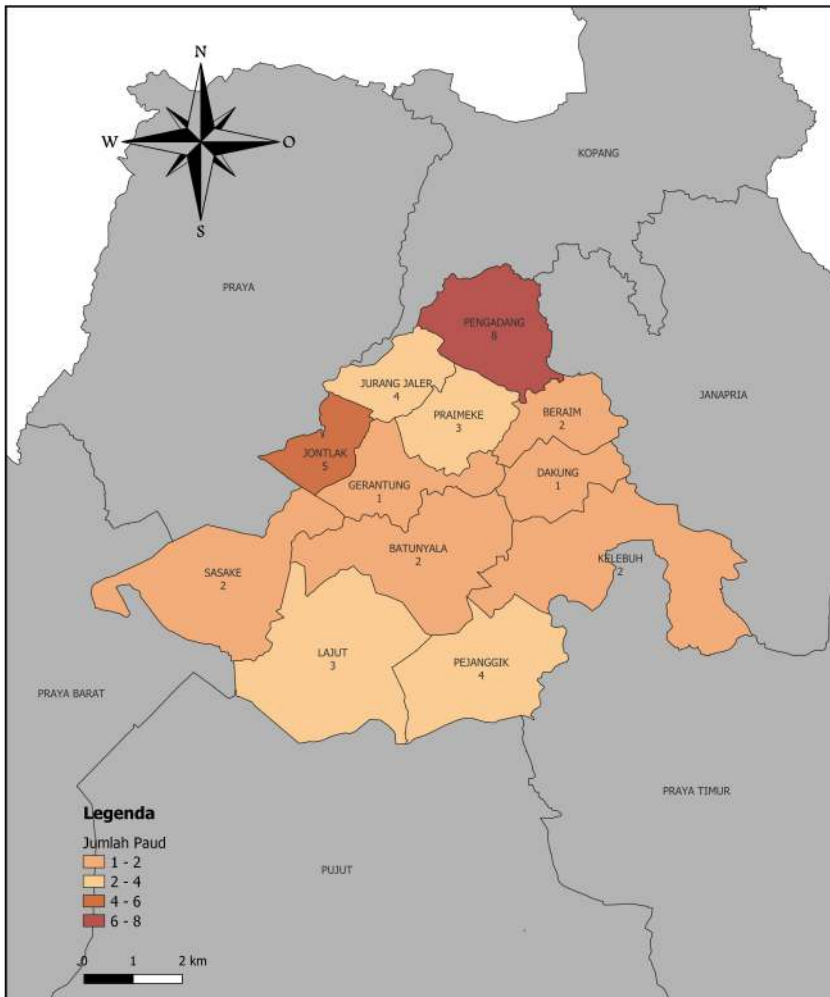 N
W
O
S
KOPANG
PRAYA
PENGADANG
8
JURANG JALER
4
PRAIMEKE
3
BERAIM
2
JANAPRIA
JONTLAK
5
GERANTUNG
1
DAKUNG
1
BATUNYALA
2
KELEBUH
2
SASAKE
2
LAJUT
3
PEJANGGIK
4
PRAYA BARAT
PRAYA TIMUR
PUJUT
Legenda
Jumlah Paud
1 - 2
2 - 4
4 - 6
6 - 8
0 1 2 km